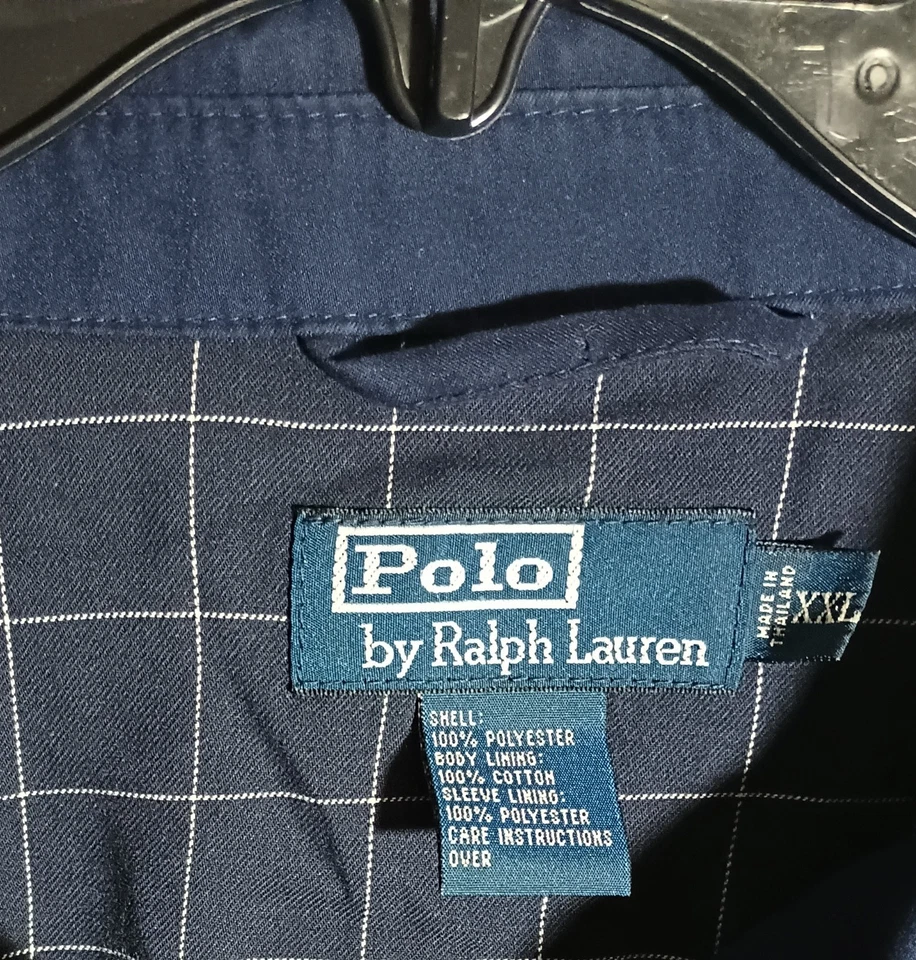 Polo
by Ralph Lauren
MADE IN
THAILAND
XXL
SHELL:
100% POLYESTER
BODY LINING:
100% COTTON
SLEEVE LINING:
100% POLYESTER
CARE INSTRUCTIONS
OVER